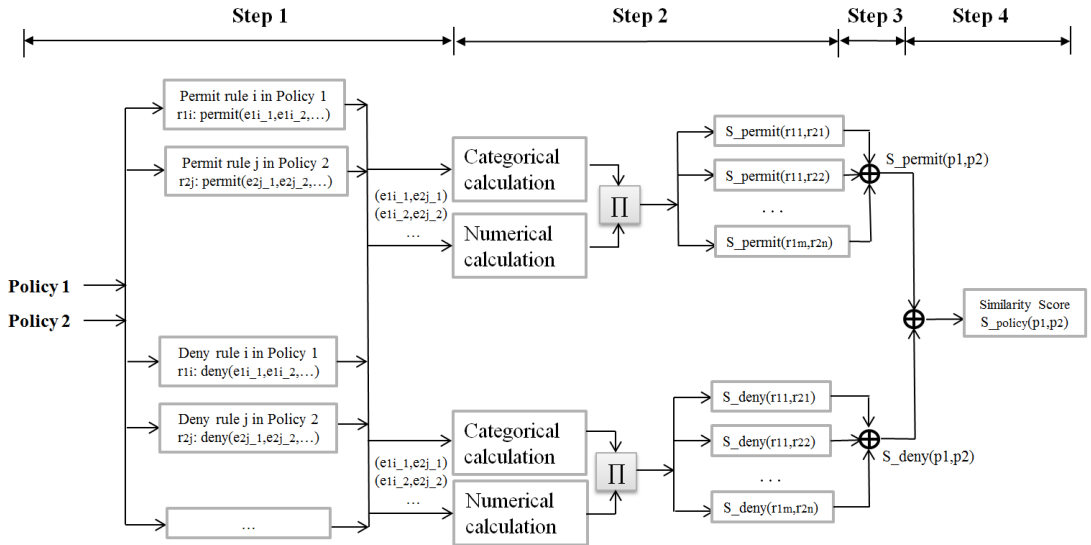 Step 1
Step 2
Step 3
Step 4
Policy 1
Policy 2
Permit rule i in Policy 1
r1i: permit(e1i_1,e1i_2,...)
Permit rule j in Policy 2
r2j: permit(e2j_1,e2j_2,...)
Deny rule i in Policy 1
r1i: deny(e1i_1,e1i_2,...)
Deny rule j in Policy 2
r2j: deny(e2j_1,e2j_2,...)
...
(e1i_1,e2j_1)
(e1i_2,e2j_2)
...
Categorical
calculation
Numerical
calculation
∏
S_permit(r11,r21)
S_permit(r11,r22)
...
S_permit(r1m,r2n)
S_permit(p1,p2)
(e1i_1,e2j_1)
(e1i_2,e2j_2)
...
Categorical
calculation
Numerical
calculation
∏
S_deny(r11,r21)
S_deny(r11,r22)
...
S_deny(r1m,r2n)
S_deny(p1,p2)
Similarity Score
S_policy(p1,p2)